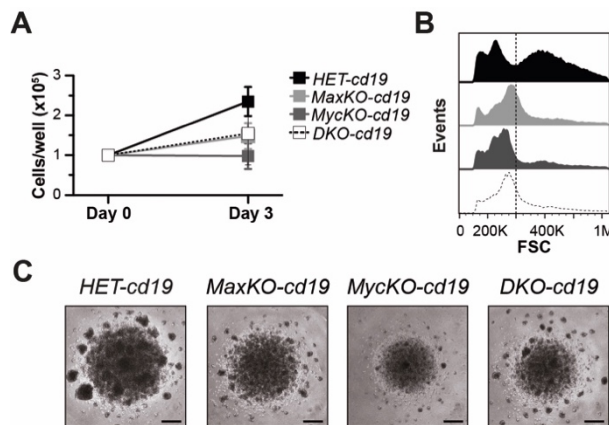 A
Cells/well (x10⁵)
3
2
1
0
Day 0
Day 3
HET-cd19
MaxKO-cd19
MycKO-cd19
DKO-cd19
B
Events
0 200K 400K 1M
FSC
C
HET-cd19 MaxKO-cd19 MycKO-cd19 DKO-cd19